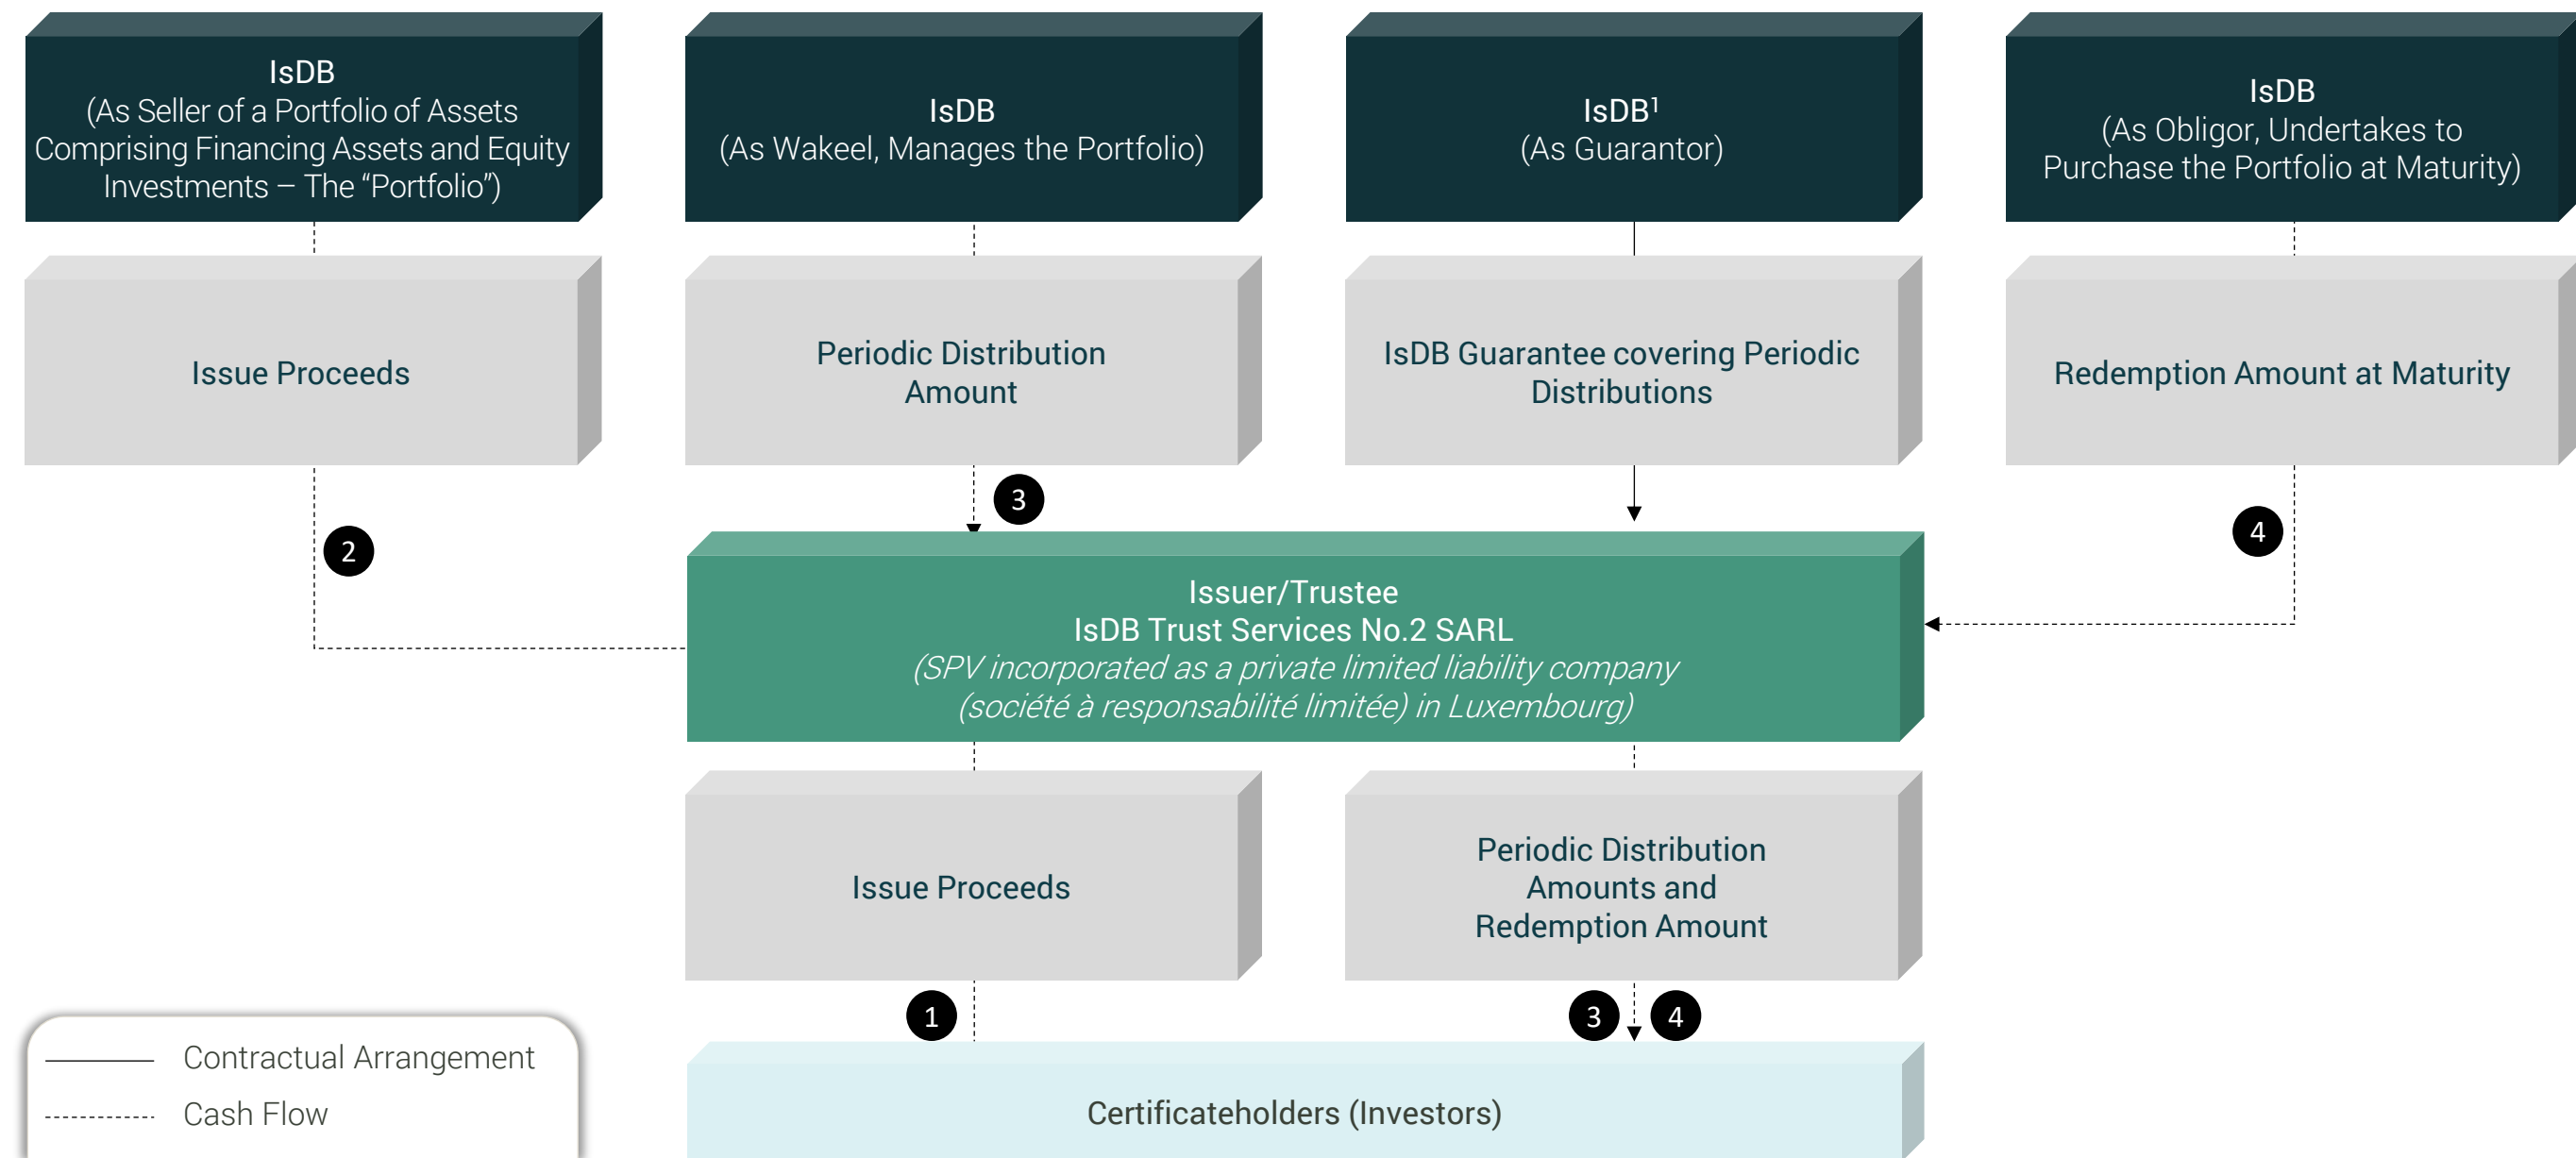 IsDB
(As Seller of a Portfolio of Assets
Comprising Financing Assets and Equity
Investments – The “Portfolio”)
IsDB
(As Wakeel, Manages the Portfolio)
IsDB¹
(As Guarantor)
IsDB
(As Obligor, Undertakes to
Purchase the Portfolio at Maturity)
Issue Proceeds
Periodic Distribution
Amount
IsDB Guarantee covering Periodic
Distributions
Redemption Amount at Maturity
3
2
4
Issuer/Trustee
IsDB Trust Services No.2 SARL
(SPV incorporated as a private limited liability company
(société à responsabilité limitée) in Luxembourg)
Issue Proceeds
Periodic Distribution
Amounts and
Redemption Amount
1
3
4
Contractual Arrangement
Cash Flow
Certificateholders (Investors)